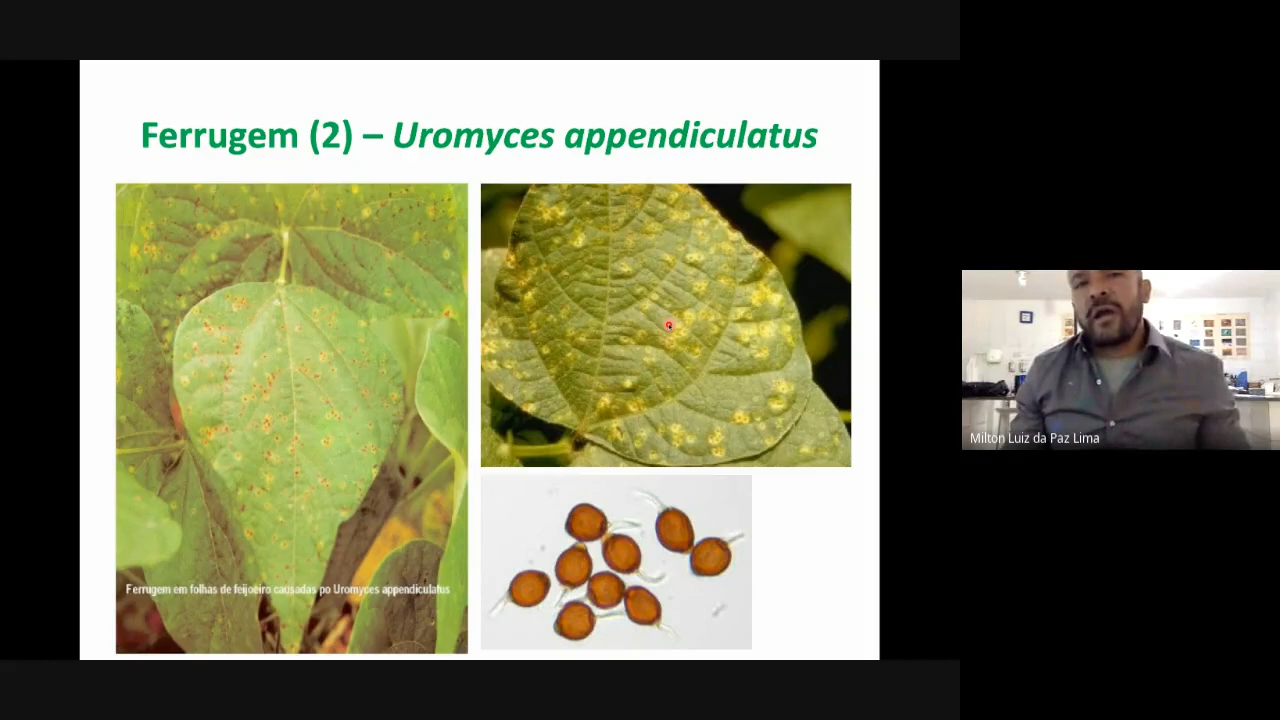 Ferrugem (2) – Uromyces appendiculatus
Ferrugem em folhas de feijoeiro causadas po Uromyces appendiculatus
Milton Luiz da Paz Lima